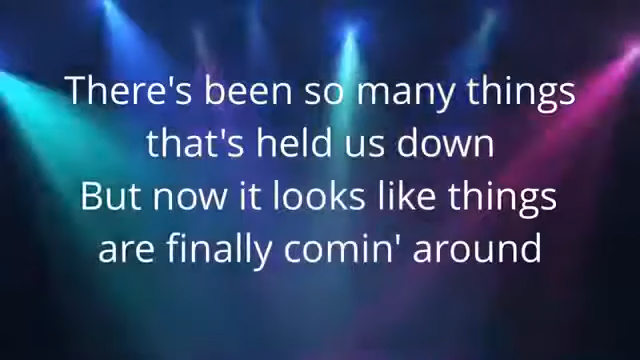 There's been so many things
that's held us down
But now it looks like things
are finally comin' around